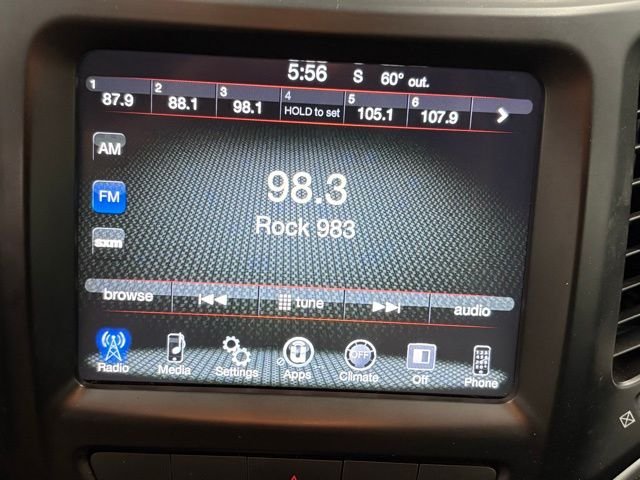 5:56 S 60° out.
1 2 3 4 5 6
87.9 88.1 98.1 HOLD to set 105.1 107.9
AM
98.3
FM
Rock 983
sxm
browse tune audio
OFF
Radio Media Settings Apps Climate Off Phone